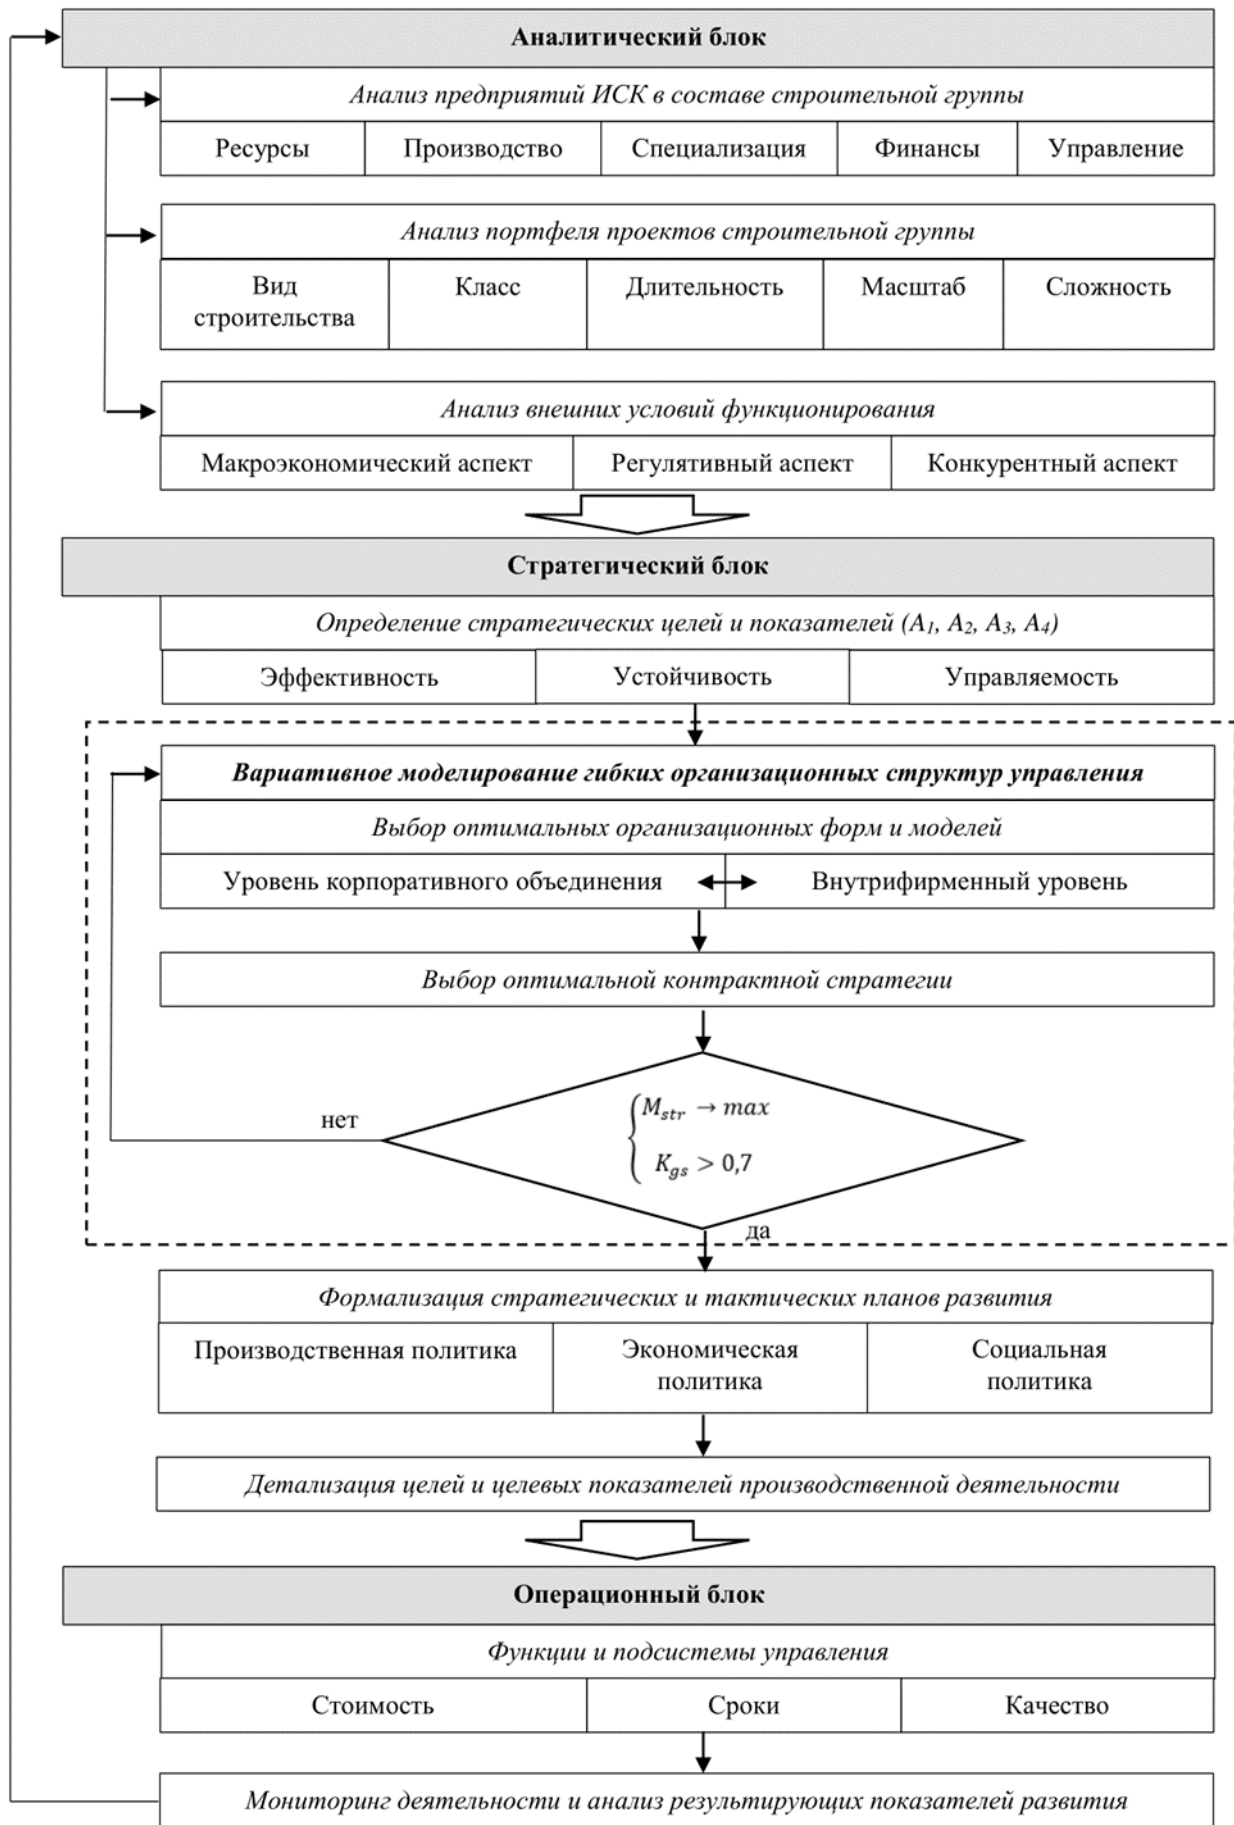 Аналитический блок
Анализ предприятий ИСК в составе строительной группы
Ресурсы Производство Специализация Финансы Управление
Анализ портфеля проектов строительной группы
Вид Класс Длительность Масштаб Сложность
строительства
Анализ внешних условий функционирования
Макроэкономический аспект Регулятивный аспект Конкурентный аспект
Стратегический блок
Определение стратегических целей и показателей (A₁, A₂, A₃, A₄)
Эффективность Устойчивость Управляемость
Вариативное моделирование гибких организационных структур управления
Выбор оптимальных организационных форм и моделей
Уровень корпоративного объединения Внутрифирменный уровень
Выбор оптимальной контрактной стратегии
M_str → max
нет
K_gs > 0,7
да
Формализация стратегических и тактических планов развития
Производственная политика Экономическая Социальная
политика политика
Детализация целей и целевых показателей производственной деятельности
Операционный блок
Функции и подсистемы управления
Стоимость Сроки Качество
Мониторинг деятельности и анализ результирующих показателей развития